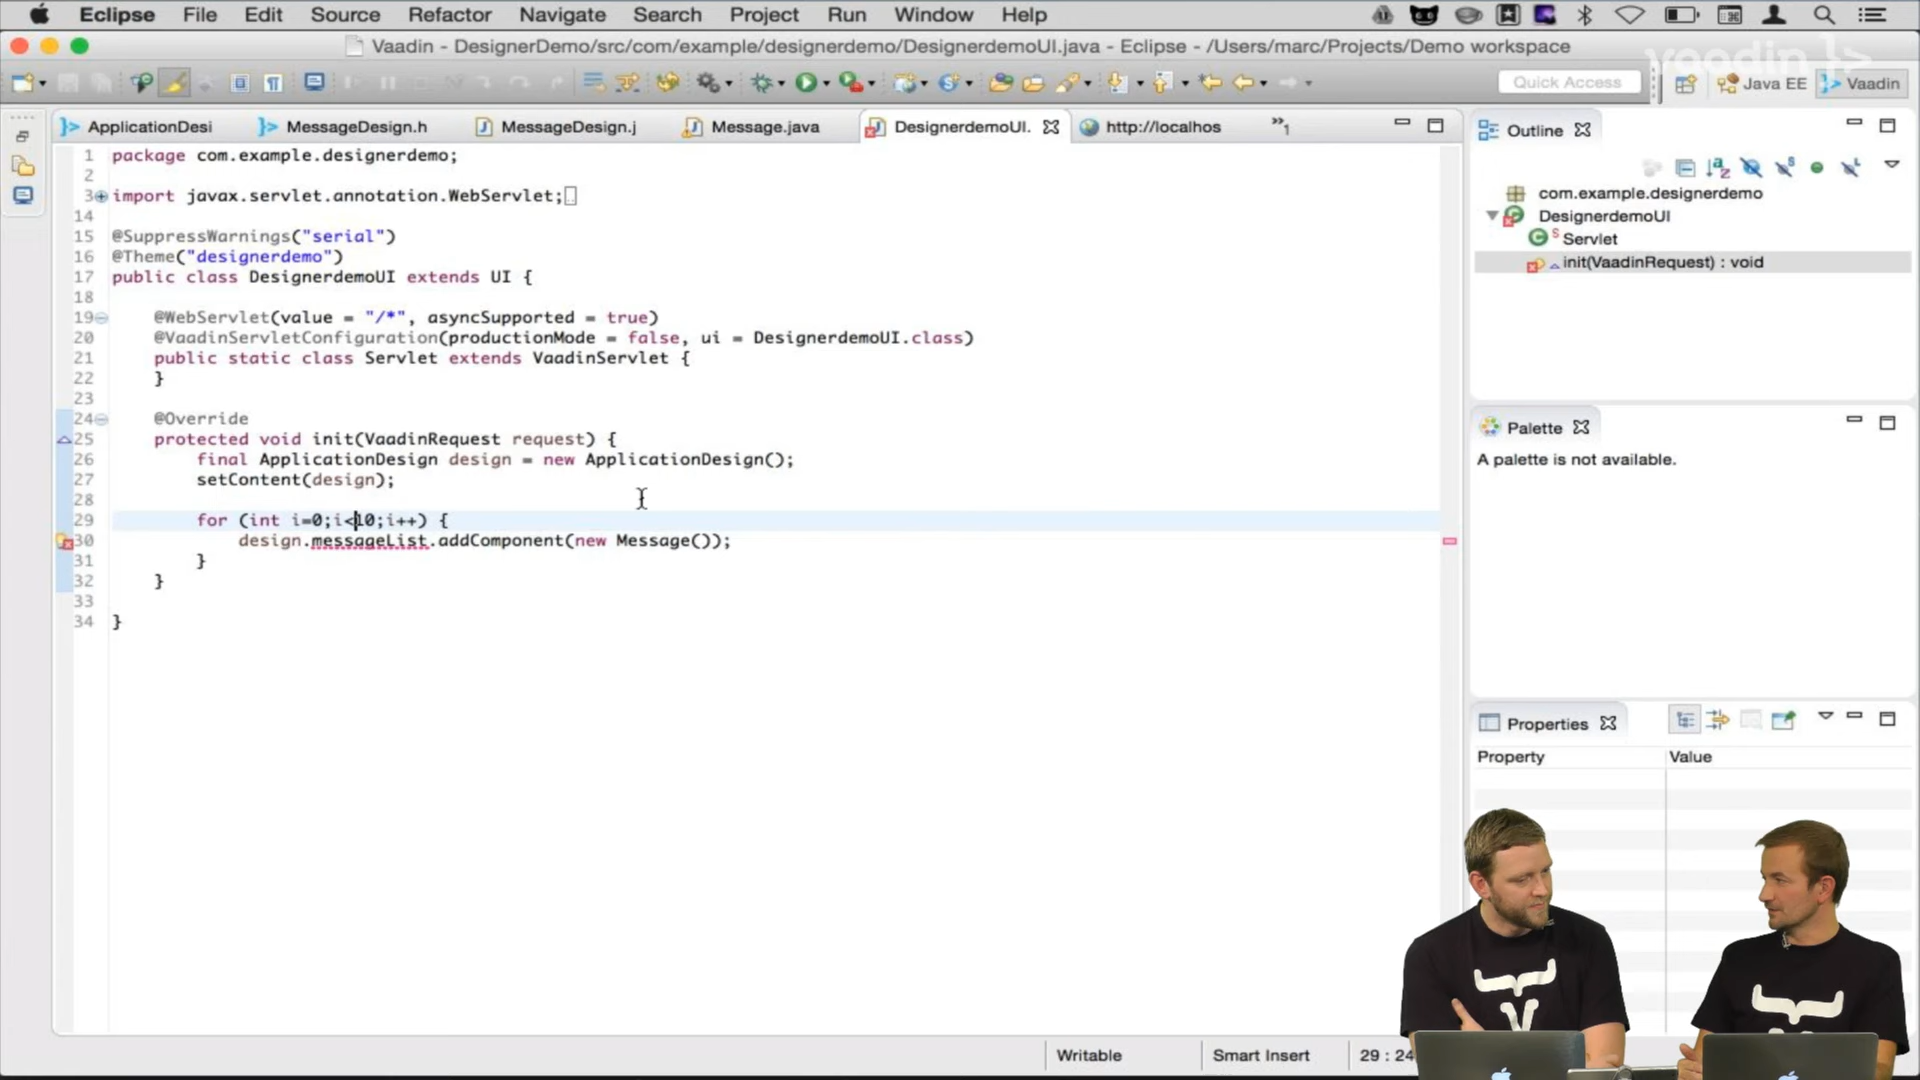 Eclipse File Edit Source Refactor Navigate Search Project Run Window Help
Vaadin - DesignerDemo/src/com/example/designerdemo/DesignerdemoUI.java - Eclipse - /Users/marc/Projects/Demo workspace
vaadin }>
Quick Access
Java EE
Vaadin
ApplicationDesi
MessageDesign.h
MessageDesign.j
Message.java
DesignerdemoUI.
http://localhos
»1
1 package com.example.designerdemo;
2
3 import javax.servlet.annotation.WebServlet;
14
15 @SuppressWarnings("serial")
16 @Theme("designerdemo")
17 public class DesignerdemoUI extends UI {
18
19 @WebServlet(value = "/*", asyncSupported = true)
20 @VaadinServletConfiguration(productionMode = false, ui = DesignerdemoUI.class)
21 public static class Servlet extends VaadinServlet {
22 }
23
24 @Override
25 protected void init(VaadinRequest request) {
26 final ApplicationDesign design = new ApplicationDesign();
27 setContent(design);
28
29 for (int i=0;i<10;i++) {
30 design.messageList.addComponent(new Message());
31 }
32 }
33
34 }
Outline
com.example.designerdemo
DesignerdemoUI
Servlet
init(VaadinRequest) : void
Palette
A palette is not available.
Properties
Property Value
Writable Smart Insert 29 : 24